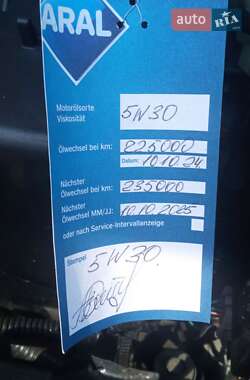 AUTO RIA.com
ARAL
Motorölsorte
Viskosität
5W30
Ölwechsel bei km:
225000
Datum: 10.10.24
Nächster
Ölwechsel bei km:
235000
Nächster
Ölwechsel MM/JJ:
10.10.2025
oder nach Service-Intervallanzeige
Stempel
5W30.